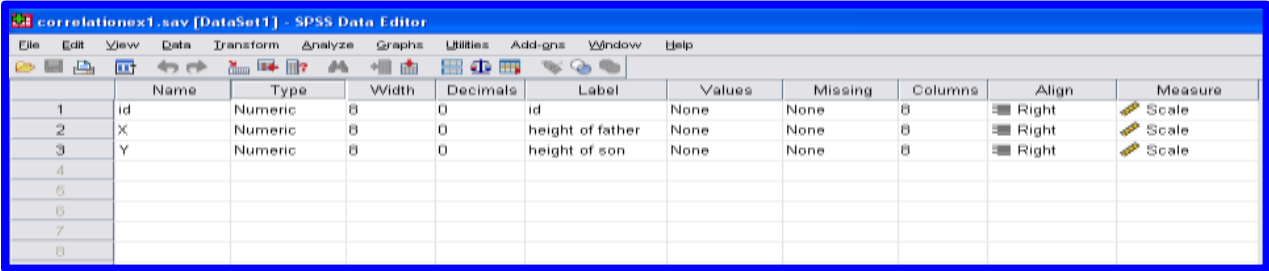 correlationex1.sav [DataSet1] - SPSS Data Editor
File Edit View Data Transform Analyze Graphs Utilities Add-ons Window Help
Name Type Width Decimals Label Values Missing Columns Align Measure
1 id Numeric 8 0 id None None 8 Right Scale
2 X Numeric 8 0 height of father None None 8 Right Scale
3 Y Numeric 8 0 height of son None None 8 Right Scale
4
5
6
7
8